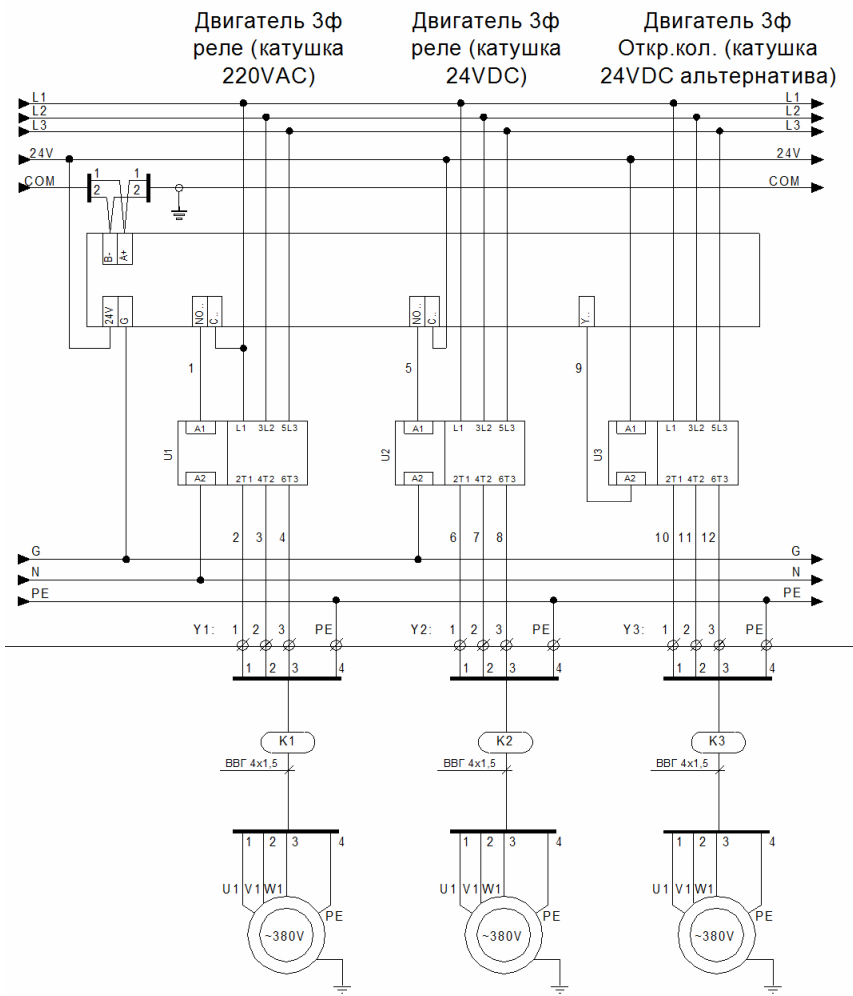 Двигатель 3ф
реле (катушка
220VAC)
Двигатель 3ф
реле (катушка
24VDC)
Двигатель 3ф
Откр.кол. (катушка
24VDC альтернатива)
L1 L1
L2 L2
L3 L3
24V 24V
COM 1 1 COM
2 2
B- A+
24V G NO.. C.. NO.. C.. Y..
1 5 9
A1 L1 3L2 5L3 A1 L1 3L2 5L3 A1 L1 3L2 5L3
U1 U2 U3
A2 2T1 4T2 6T3 A2 2T1 4T2 6T3 A2 2T1 4T2 6T3
2 3 4 6 7 8 10 11 12
G G
N N
PE PE
Y1: 1 2 3 PE Y2: 1 2 3 PE Y3: 1 2 3 PE
1 2 3 4 1 2 3 4 1 2 3 4
K1 K2 K3
ВВГ 4x1,5 ВВГ 4x1,5 ВВГ 4x1,5
1 2 3 4 1 2 3 4 1 2 3 4
U1 V1 W1 U1 V1 W1 U1 V1 W1
PE PE PE
~380V ~380V ~380V